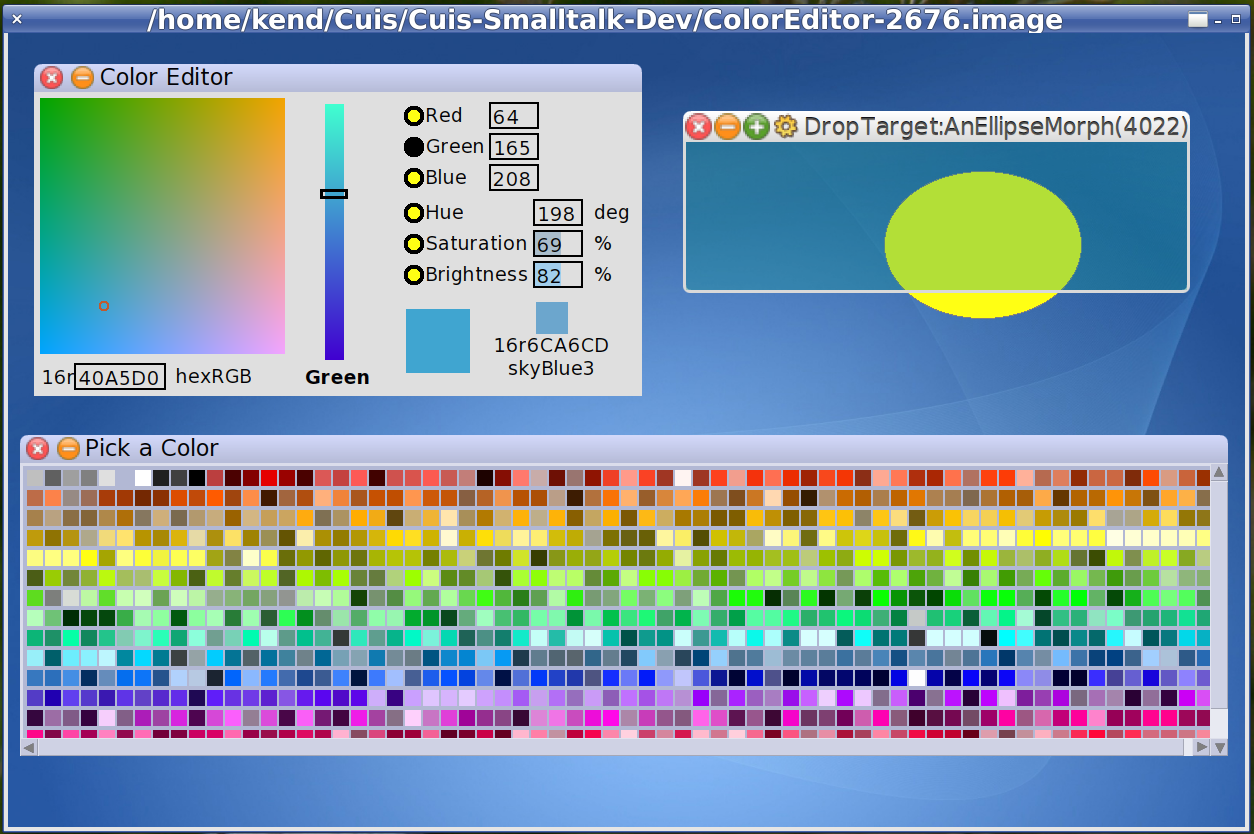 /home/kend/Cuis/Cuis-Smalltalk-Dev/ColorEditor-2676.image
Color Editor
Red 64
Green 165
Blue 208
Hue 198 deg
Saturation 69 %
Brightness 82 %
16r6CA6CD
skyBlue3
16r 40A5D0 hexRGB
Green
DropTarget:AnEllipseMorph(4022)
Pick a Color